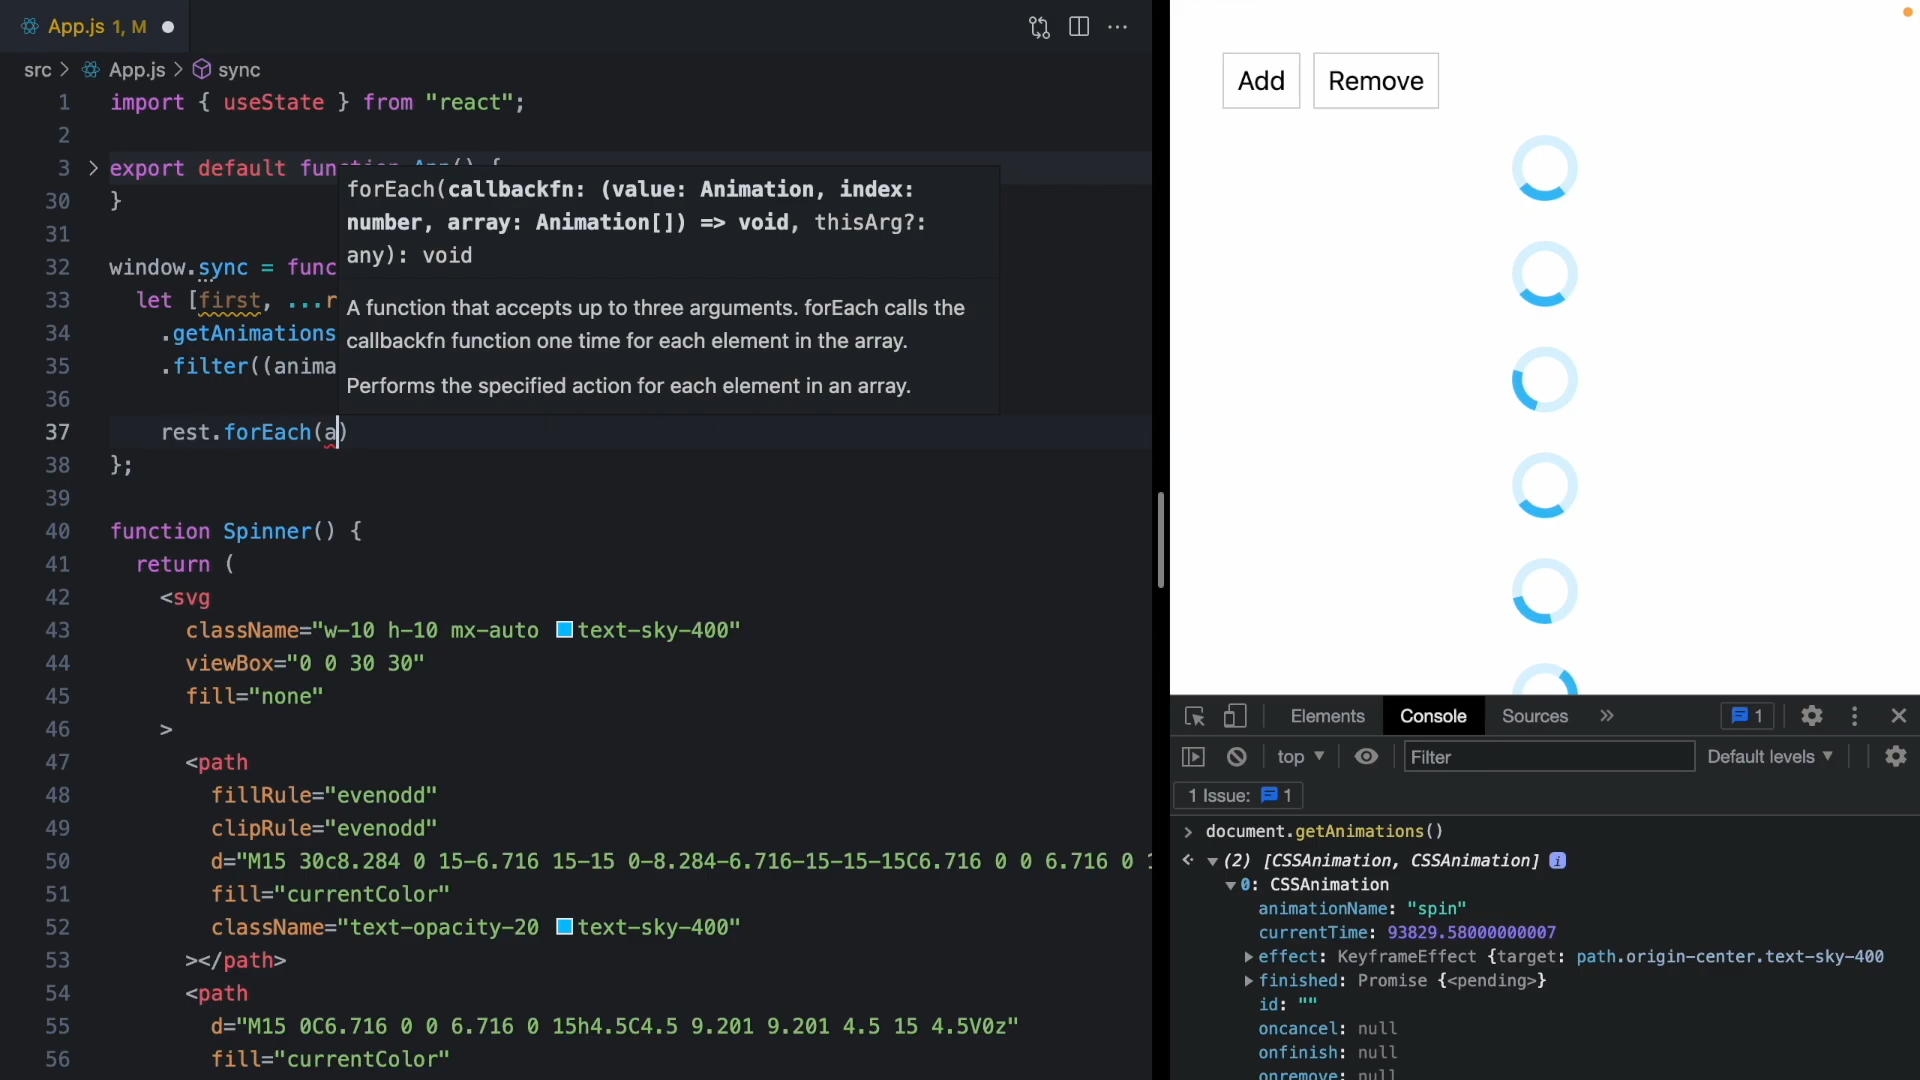 App.js 1, M
src > App.js > sync
1 import { useState } from "react";
2
3 export default function App() {
30 }
31
32 window.sync = func
33 let [first, ...r
34 .getAnimations
35 .filter((anima
36
37 rest.forEach(a)
38 };
39
40 function Spinner() {
41 return (
42 <svg
43 className="w-10 h-10 mx-auto text-sky-400"
44 viewBox="0 0 30 30"
45 fill="none"
46 >
47 <path
48 fillRule="evenodd"
49 clipRule="evenodd"
50 d="M15 30c8.284 0 15-6.716 15-15 0-8.284-6.716-15-15-15C6.716 0 0 6.716 0 1
51 fill="currentColor"
52 className="text-opacity-20 text-sky-400"
53 ></path>
54 <path
55 d="M15 0C6.716 0 0 6.716 0 15h4.5C4.5 9.201 9.201 4.5 15 4.5V0z"
56 fill="currentColor"
forEach(callbackfn: (value: Animation, index:
number, array: Animation[]) => void, thisArg?:
any): void
A function that accepts up to three arguments. forEach calls the
callbackfn function one time for each element in the array.
Performs the specified action for each element in an array.
Add Remove
Elements Console Sources » 1
top ▼ Filter Default levels ▼
1 Issue: 1
> document.getAnimations()
(2) [CSSAnimation, CSSAnimation] i
0: CSSAnimation
animationName: "spin"
currentTime: 93829.58000000007
effect: KeyframeEffect {target: path.origin-center.text-sky-400
finished: Promise {<pending>}
id: ""
oncancel: null
onfinish: null
onremove: null